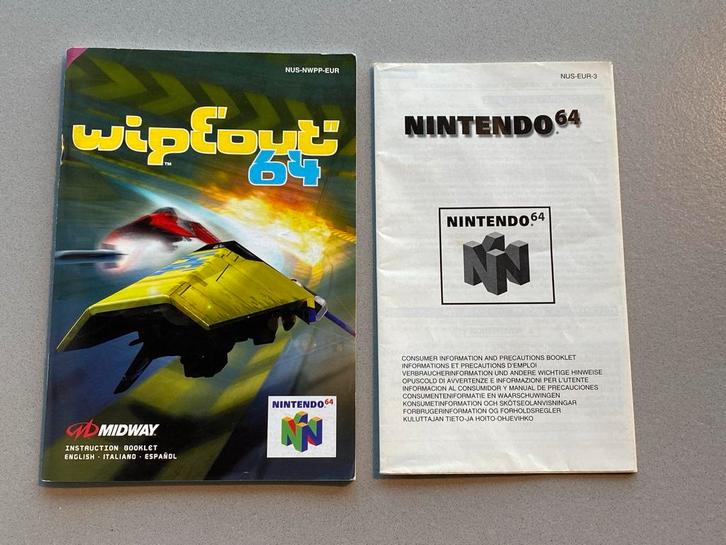 NUS-NWPP-EUR
wipEout™
64
MIDWAY
INSTRUCTION BOOKLET
ENGLISH · ITALIANO · ESPAÑOL
NINTENDO64
NUS-EUR-3
NINTENDO64
NINTENDO64
CONSUMER INFORMATION AND PRECAUTIONS BOOKLET
INFORMATIONS ET PRECAUTIONS D'EMPLOI
VERBRAUCHERINFORMATION UND ANDERE WICHTIGE HINWEISE
OPUSCOLO DI AVVERTENZE E INFORMAZIONI PER L'UTENTE
INFORMACION AL CONSUMIDOR Y MANUAL DE PRECAUCIONES
CONSUMENTENINFORMATIE EN WAARSCHUWINGEN
KONSUMETINFORMATION OCH SKÖTSELANVISNINGAR
FORBRUGERINFORMATION OG FORHOLDSREGLER
KULUTTAJAN TIETO-JA HOITO-OHJEVIHKO